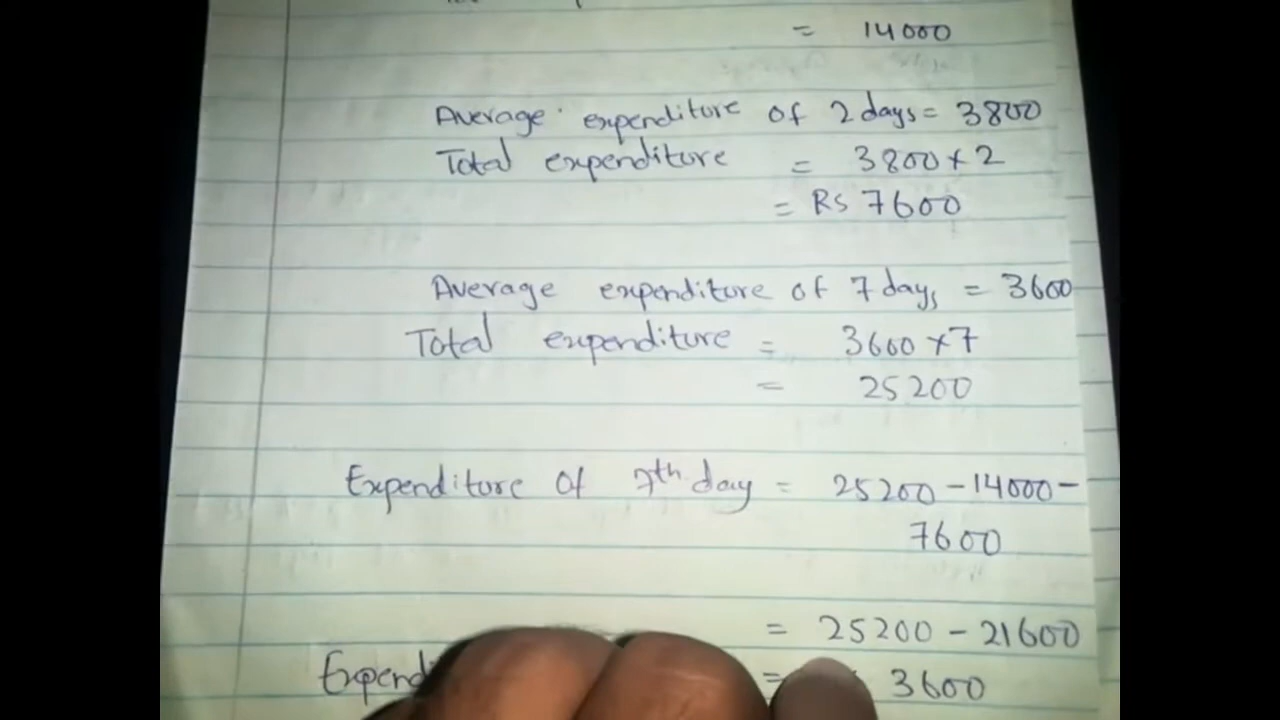 = 14000
Average expenditure of 2 days = 3800
Total expenditure = 3800 × 2
= Rs 7600
Average expenditure of 7 days = 3600
Total expenditure = 3600 × 7
= 25200
Expenditure of 7th day = 25200 - 14000 -
7600
= 25200 - 21600
= 3600